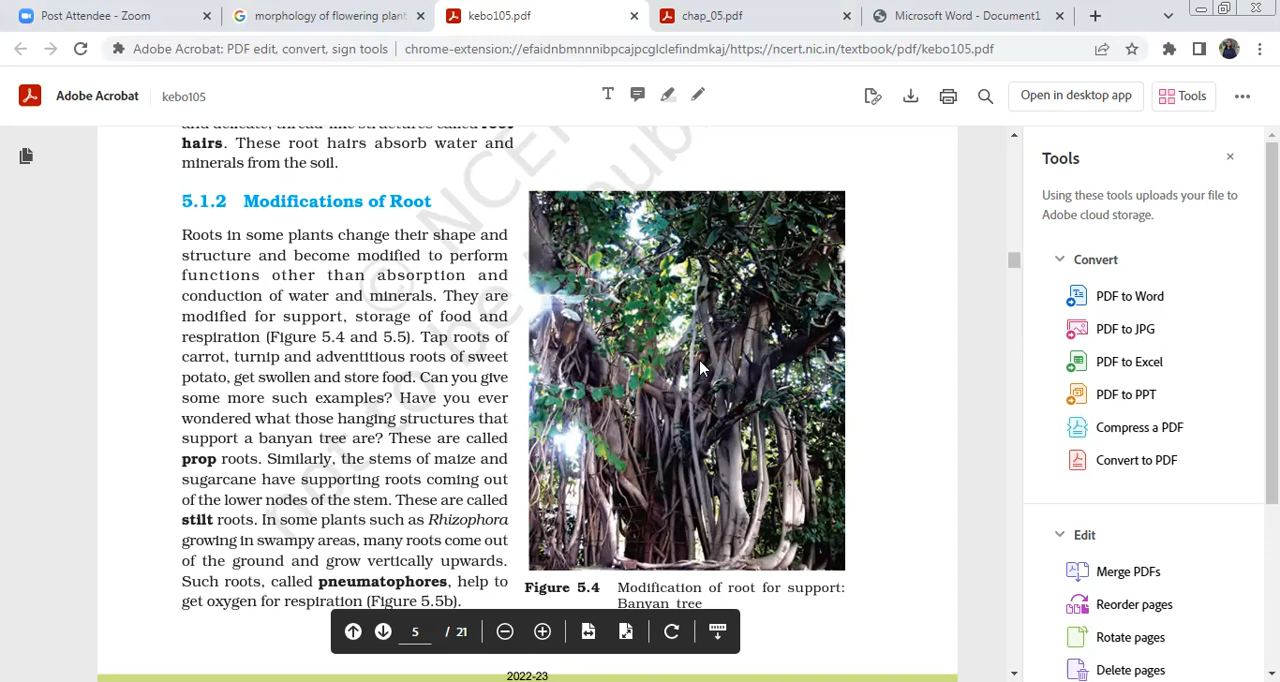 Post Attendee - Zoom
morphology of flowering plant
kebo105.pdf
chap_05.pdf
Microsoft Word - Document1
Adobe Acrobat: PDF edit, convert, sign tools
chrome-extension://efaidnbmnnnibpcajpcglclefindmkaj/https://ncert.nic.in/textbook/pdf/kebo105.pdf
Adobe Acrobat
kebo105
Open in desktop app
Tools
and delicate, thread-like structures called root
hairs. These root hairs absorb water and
minerals from the soil.
5.1.2 Modifications of Root
Roots in some plants change their shape and
structure and become modified to perform
functions other than absorption and
conduction of water and minerals. They are
modified for support, storage of food and
respiration (Figure 5.4 and 5.5). Tap roots of
carrot, turnip and adventitious roots of sweet
potato, get swollen and store food. Can you give
some more such examples? Have you ever
wondered what those hanging structures that
support a banyan tree are? These are called
prop roots. Similarly, the stems of maize and
sugarcane have supporting roots coming out
of the lower nodes of the stem. These are called
stilt roots. In some plants such as Rhizophora
growing in swampy areas, many roots come out
of the ground and grow vertically upwards.
Such roots, called pneumatophores, help to
get oxygen for respiration (Figure 5.5b).
Figure 5.4 Modification of root for support:
Banyan tree
5 / 21
2022-23
© NCERT
not to be republ
Tools
Using these tools uploads your file to
Adobe cloud storage.
Convert
PDF to Word
PDF to JPG
PDF to Excel
PDF to PPT
Compress a PDF
Convert to PDF
Edit
Merge PDFs
Reorder pages
Rotate pages
Delete pages